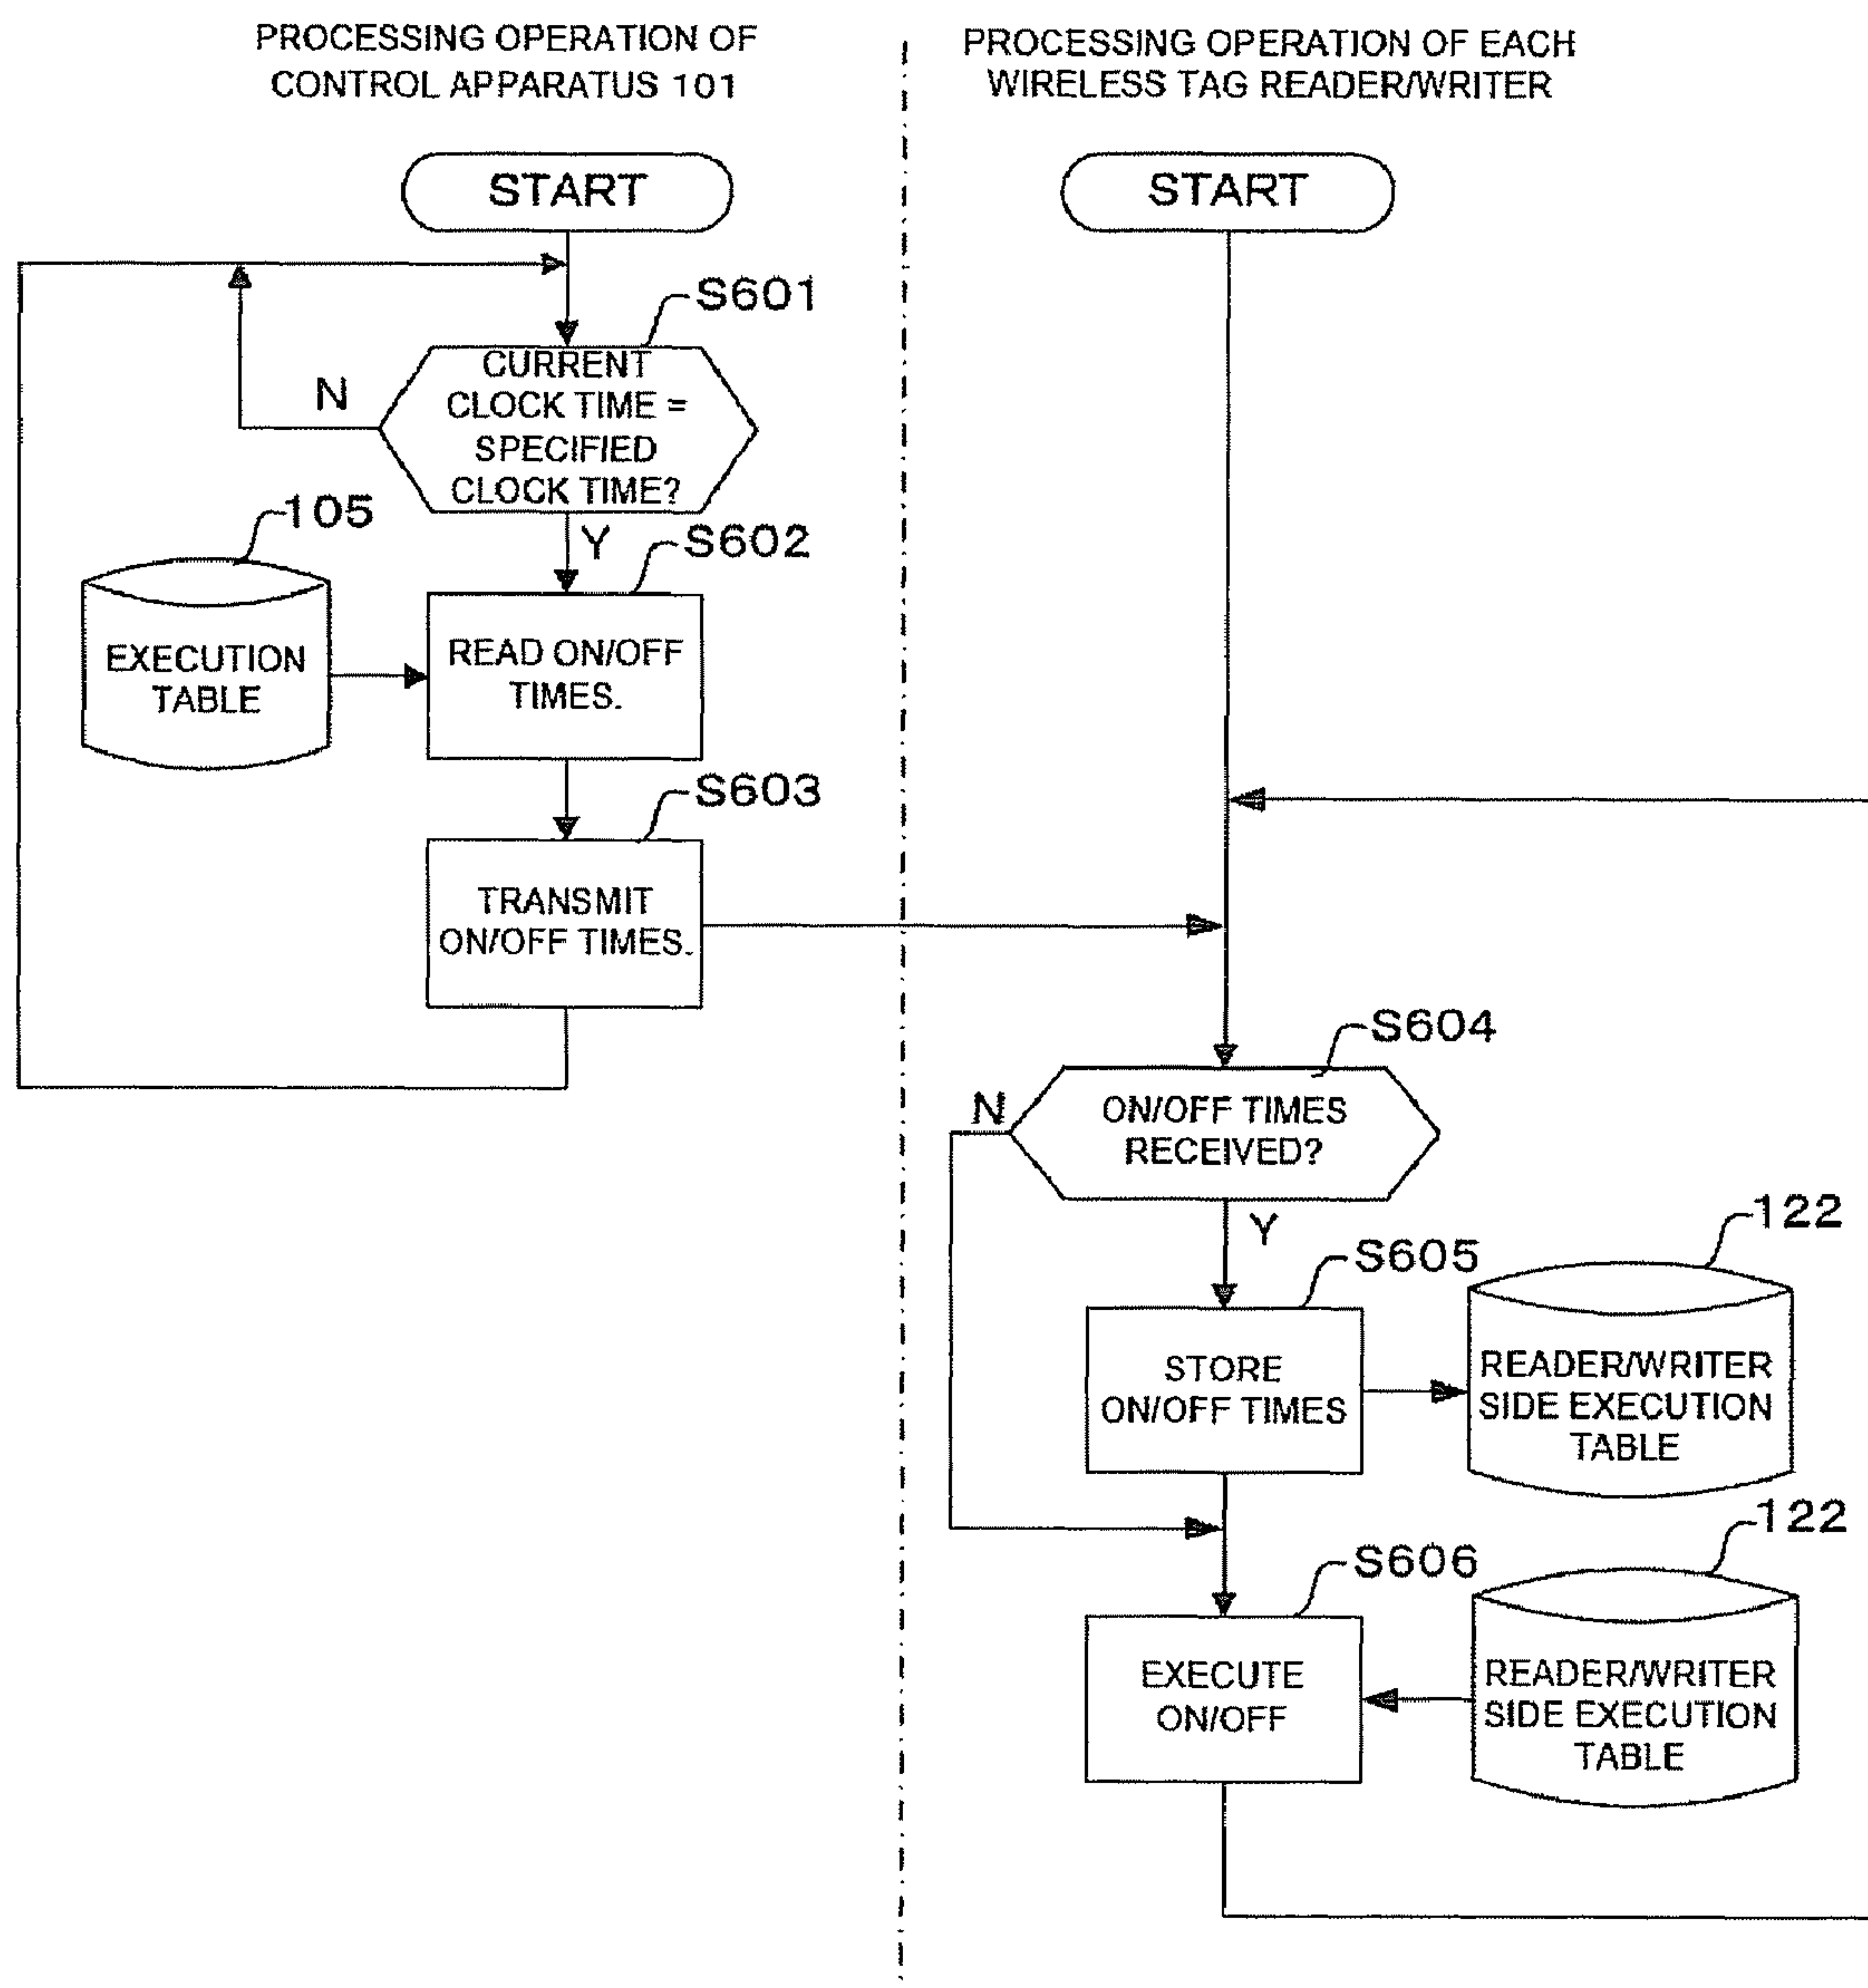 PROCESSING OPERATION OF
CONTROL APPARATUS 101
START
S601
CURRENT
CLOCK TIME =
SPECIFIED
CLOCK TIME?
N
Y
105
EXECUTION
TABLE
S602
READ ON/OFF
TIMES.
S603
TRANSMIT
ON/OFF TIMES.
PROCESSING OPERATION OF EACH
WIRELESS TAG READER/WRITER
START
S604
ON/OFF TIMES
RECEIVED?
N
Y
S605
STORE
ON/OFF TIMES
122
READER/WRITER
SIDE EXECUTION
TABLE
S606
EXECUTE
ON/OFF
122
READER/WRITER
SIDE EXECUTION
TABLE